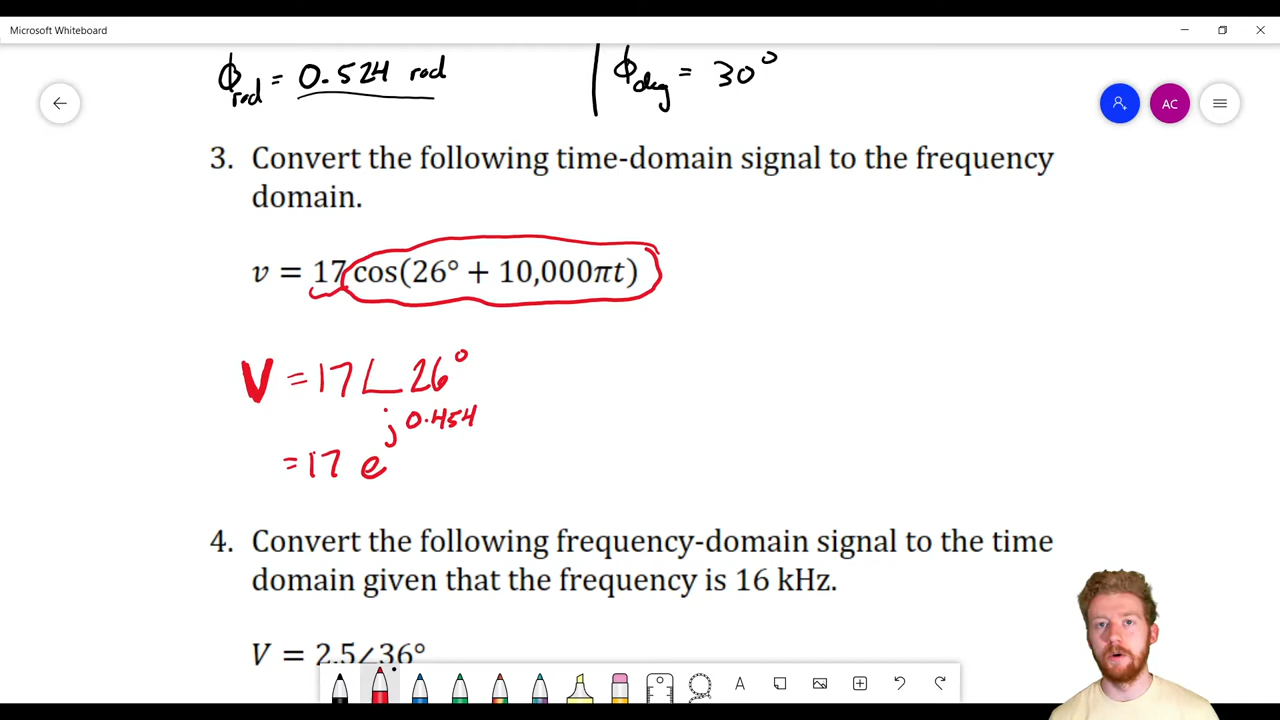 Microsoft Whiteboard
ϕrad = 0.524 rad
ϕdeg = 30°
AC
3. Convert the following time-domain signal to the frequency
domain.
v = 17 cos(26° + 10,000πt)
V = 17∠26°
= 17 e^j0.454
4. Convert the following frequency-domain signal to the time
domain given that the frequency is 16 kHz.
V = 2.5∠36°
A